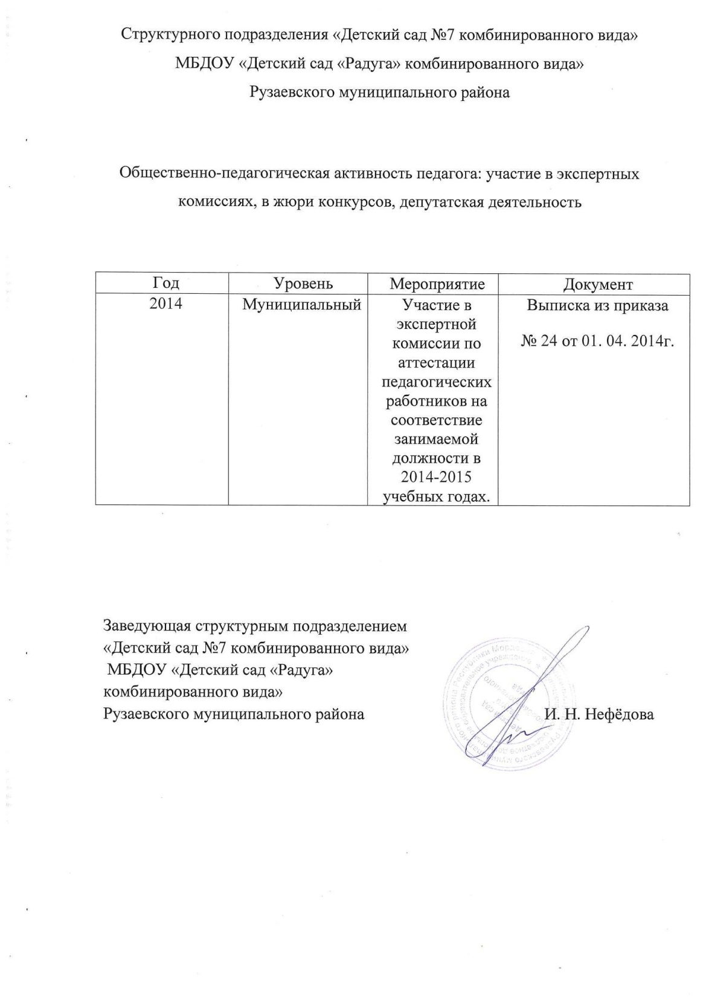 Структурного подразделения «Детский сад №7 комбинированного вида»
МБДОУ «Детский сад «Радуга» комбинированного вида»
Рузаевского муниципального района
Общественно-педагогическая активность педагога: участие в экспертных
комиссиях, в жюри конкурсов, депутатская деятельность
Год Уровень Мероприятие Документ
2014 Муниципальный Участие в Выписка из приказа
экспертной
комиссии по № 24 от 01. 04. 2014г.
аттестации
педагогических
работников на
соответствие
занимаемой
должности в
2014-2015
учебных годах.
Заведующая структурным подразделением
«Детский сад №7 комбинированного вида»
МБДОУ «Детский сад «Радуга»
комбинированного вида»
Рузаевского муниципального района И. Н. Нефёдова